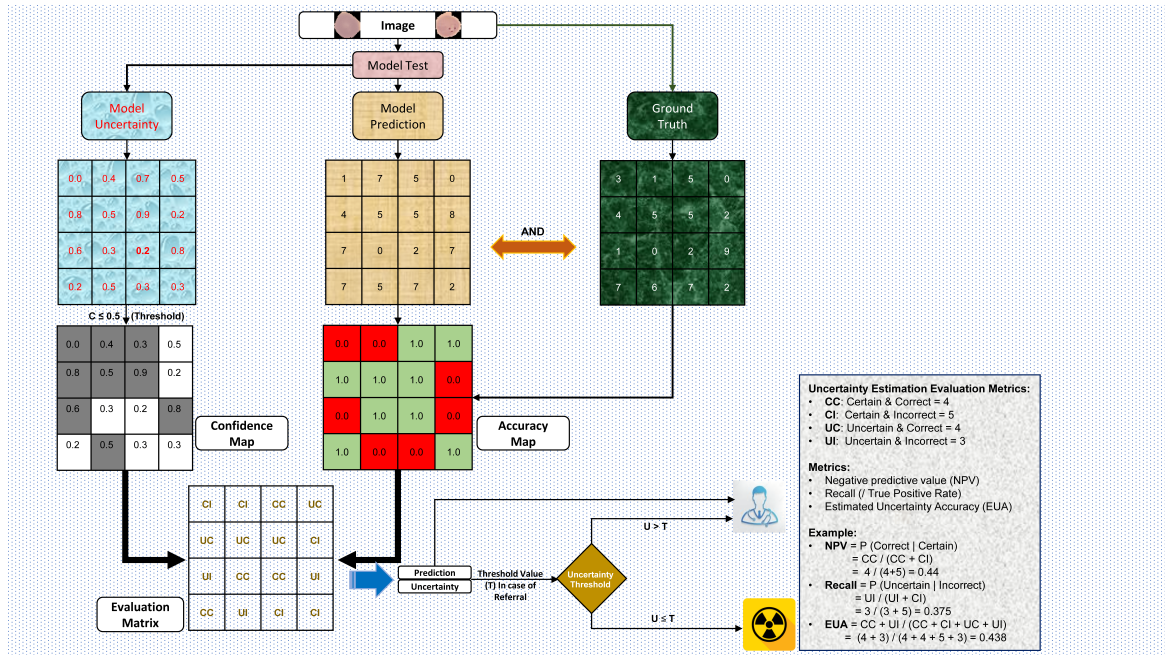 Image
Model Test
Model
Uncertainty
Model
Prediction
Ground
Truth
0.0 0.4 0.7 0.5
0.8 0.5 0.9 0.2
0.6 0.3 0.2 0.8
0.2 0.5 0.3 0.3
1 7 5 0
4 5 5 8
7 0 2 7
7 5 7 2
AND
3 1 5 0
4 5 5 2
1 0 2 9
7 6 7 2
C ≤ 0.5 (Threshold)
0.0 0.4 0.3 0.5
0.8 0.5 0.9 0.2
0.6 0.3 0.2 0.8
0.2 0.5 0.3 0.3
Confidence
Map
0.0 0.0 1.0 1.0
1.0 1.0 1.0 0.0
0.0 1.0 1.0 0.0
1.0 0.0 0.0 1.0
Accuracy
Map
CI CI CC UC
UC UC UC CI
UI CC CC UI
CC UI CI CI
Evaluation
Matrix
Prediction
Uncertainty
Threshold Value
(T) In case of
Referral
Uncertainty
Threshold
U > T
U ≤ T
Uncertainty Estimation Evaluation Metrics:
• CC: Certain & Correct = 4
• CI: Certain & Incorrect = 5
• UC: Uncertain & Correct = 4
• UI: Uncertain & Incorrect = 3
Metrics:
• Negative predictive value (NPV)
• Recall (/ True Positive Rate)
• Estimated Uncertainty Accuracy (EUA)
Example:
• NPV = P (Correct | Certain)
= CC / (CC + CI)
= 4 / (4+5) = 0.44
• Recall = P (Uncertain | Incorrect)
= UI / (UI + CI)
= 3 / (3 + 5) = 0.375
• EUA = CC + UI / (CC + CI + UC + UI)
= (4 + 3) / (4 + 4 + 5 + 3) = 0.438